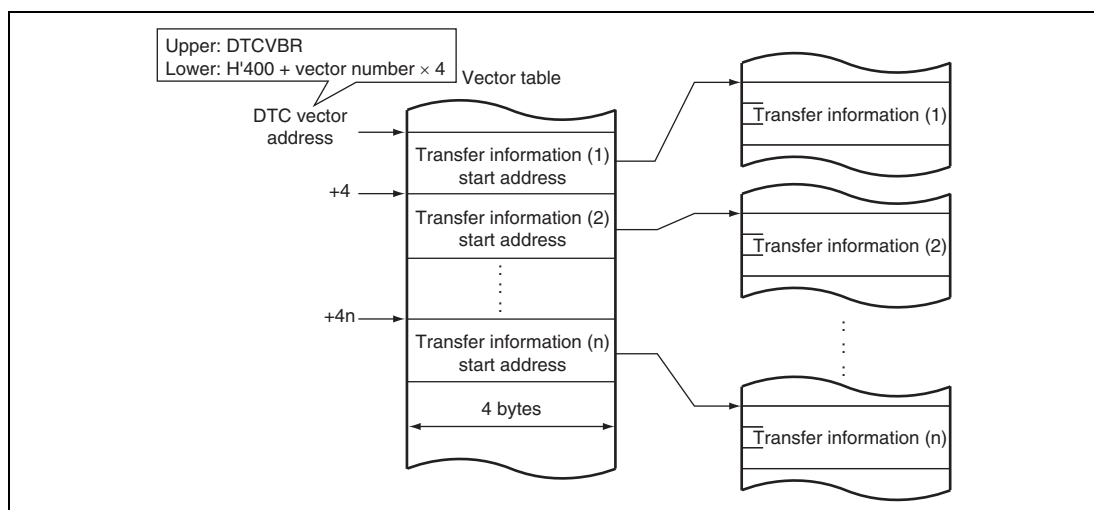 Upper: DTCVBR
Lower: H'400 + vector number × 4
Vector table
DTC vector
address
Transfer information (1)
start address
+4
Transfer information (2)
start address
+4n
Transfer information (n)
start address
4 bytes
Transfer information (1)
Transfer information (2)
Transfer information (n)